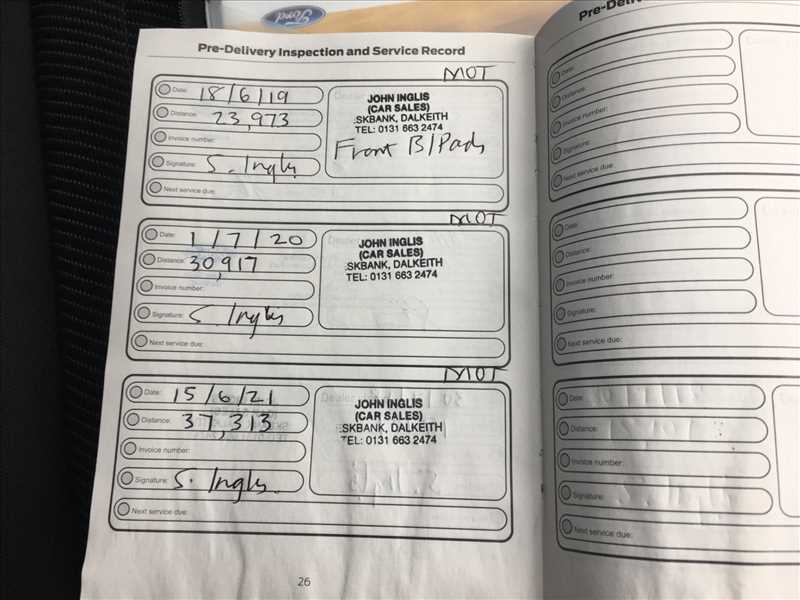 Ford
Pre-Delivery Inspection and Service Record
MOT
Date: 18/6/19
Distance: 23,973
Invoice number:
Signature: S. Inglis
Next service due:
JOHN INGLIS
(CAR SALES)
SKBANK, DALKEITH
TEL: 0131 663 2474
Front B/Pads
MOT
Date: 1/7/20
Distance: 30,917
Invoice number:
Signature: S. Inglis
Next service due:
JOHN INGLIS
(CAR SALES)
SKBANK, DALKEITH
TEL: 0131 663 2474
MOT
Date: 15/6/21
Distance: 37,313
Invoice number:
Signature: S. Inglis
Next service due:
JOHN INGLIS
(CAR SALES)
SKBANK, DALKEITH
TEL: 0131 663 2474
26
Pre-Deliv
Date:
Distance:
Invoice number:
Signature:
Next service due:
Date:
Distance:
Invoice number:
Signature:
Next service due:
Date:
Distance:
Invoice number:
Signature:
Next service due: